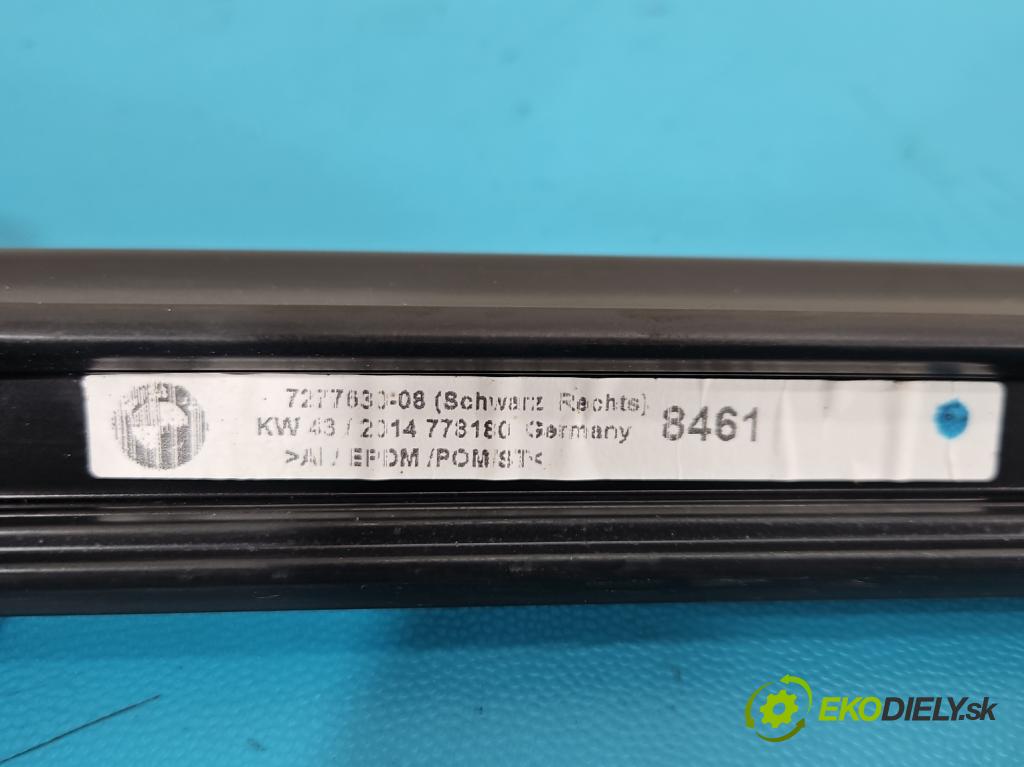 7277630-08 (Schwarz Rechts)
KW 43 / 2014 778180 Germany 8461
>Al / EPDM /POM/ST<
EKODIELY.sk